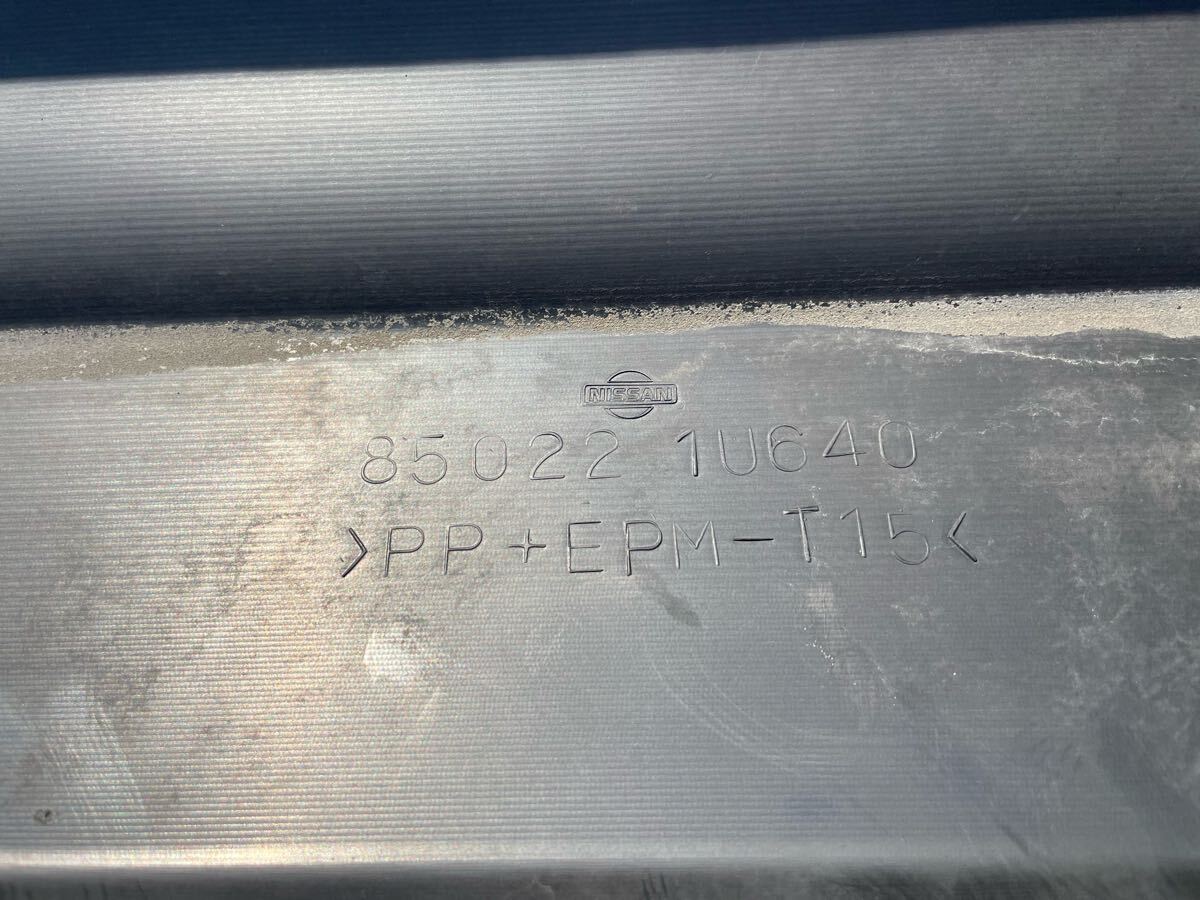 NISSAN
85022 1U640
>PP+EPM-T15<